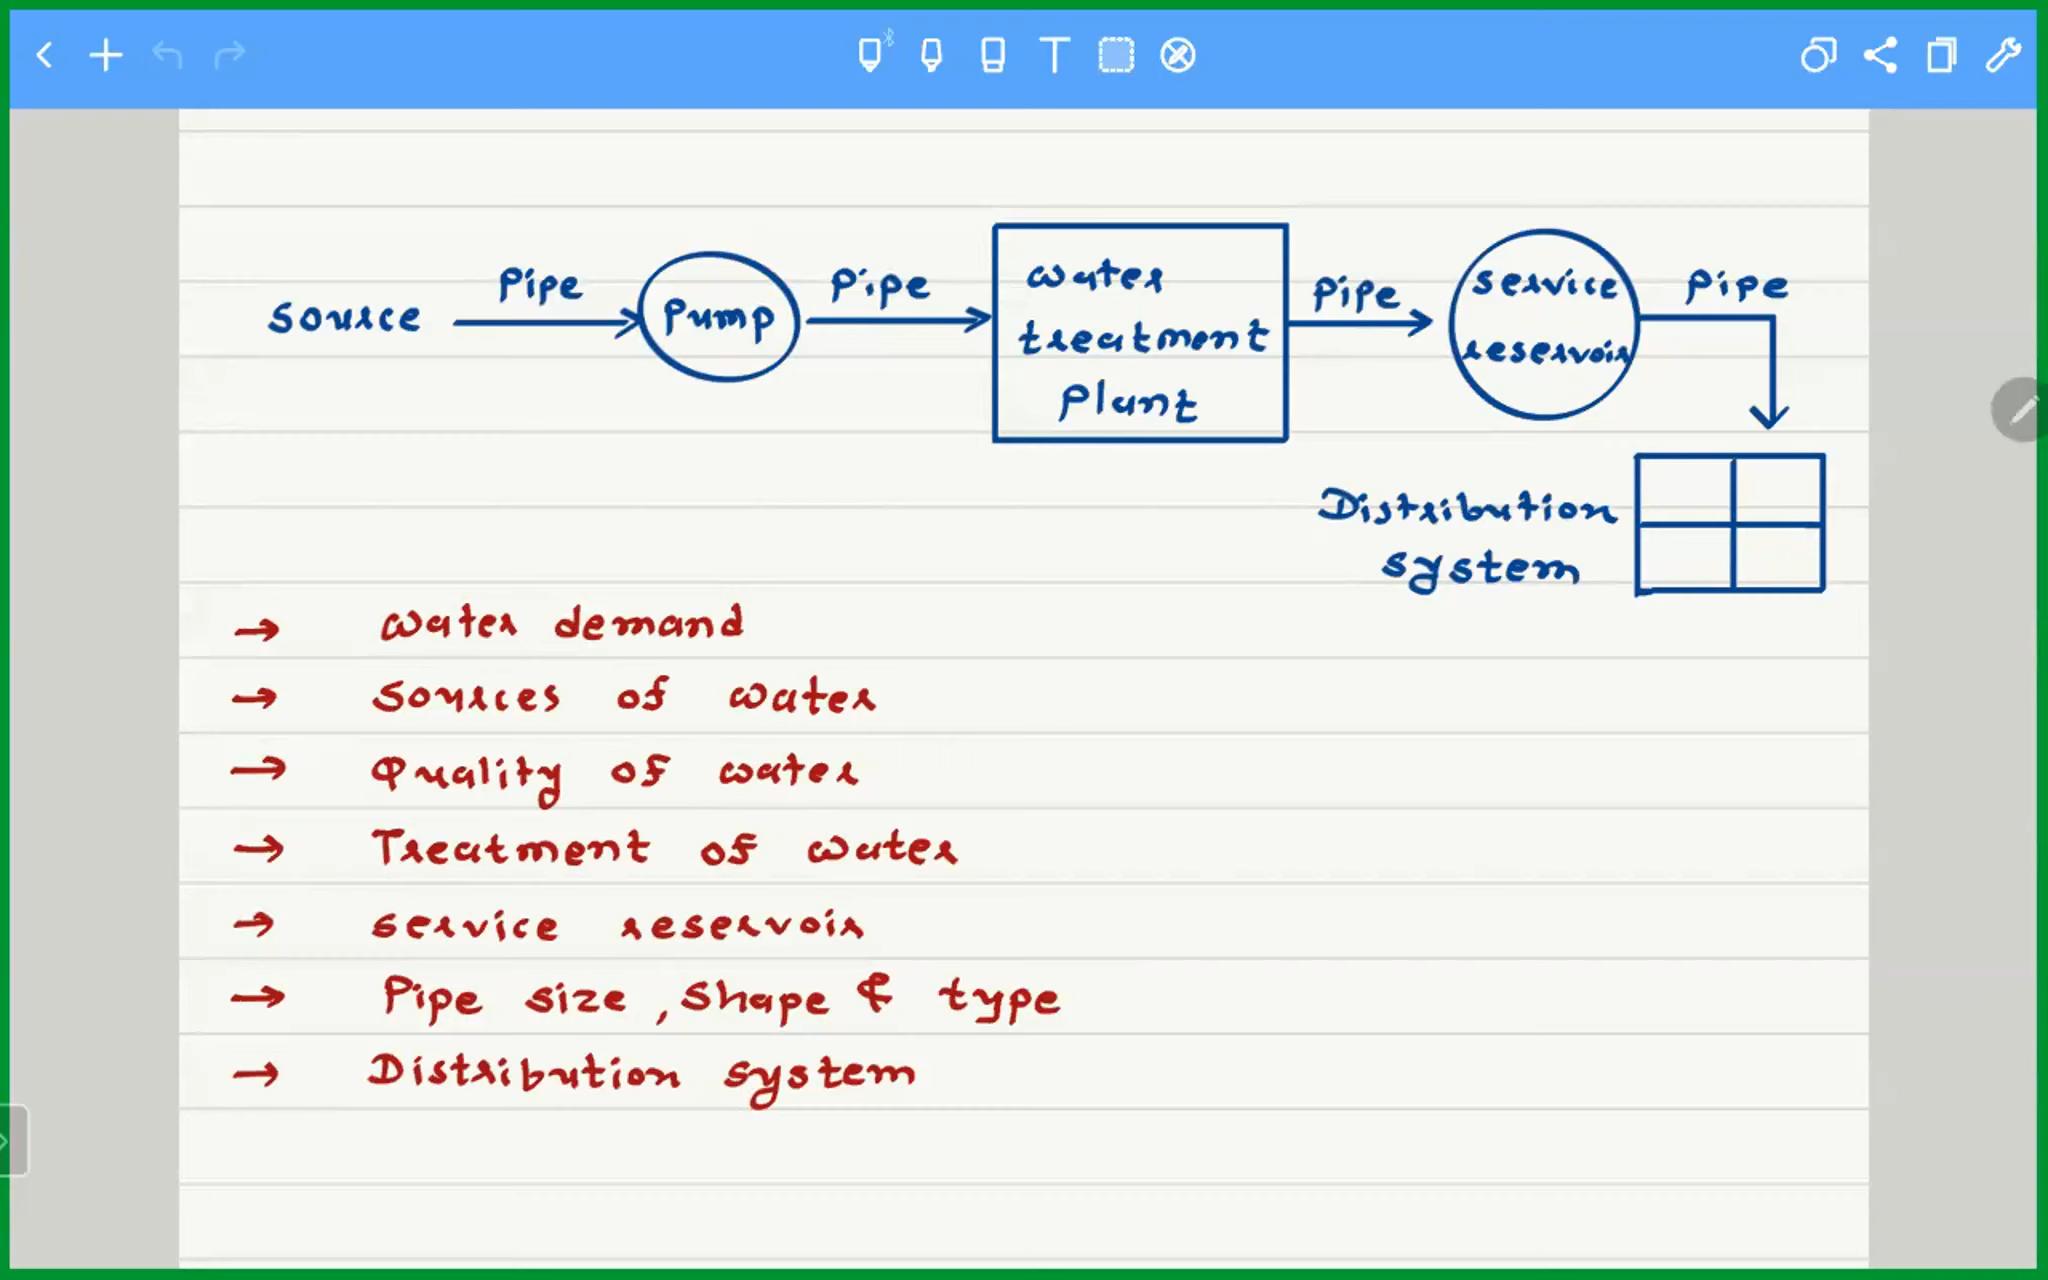 Source
Pipe
Pump
Pipe
water
treatment
Plant
Pipe
service
reservoir
Pipe
Distribution
system
→ water demand
→ Sources of water
→ Quality of water
→ Treatment of water
→ service reservoir
→ Pipe size, shape & type
→ Distribution system